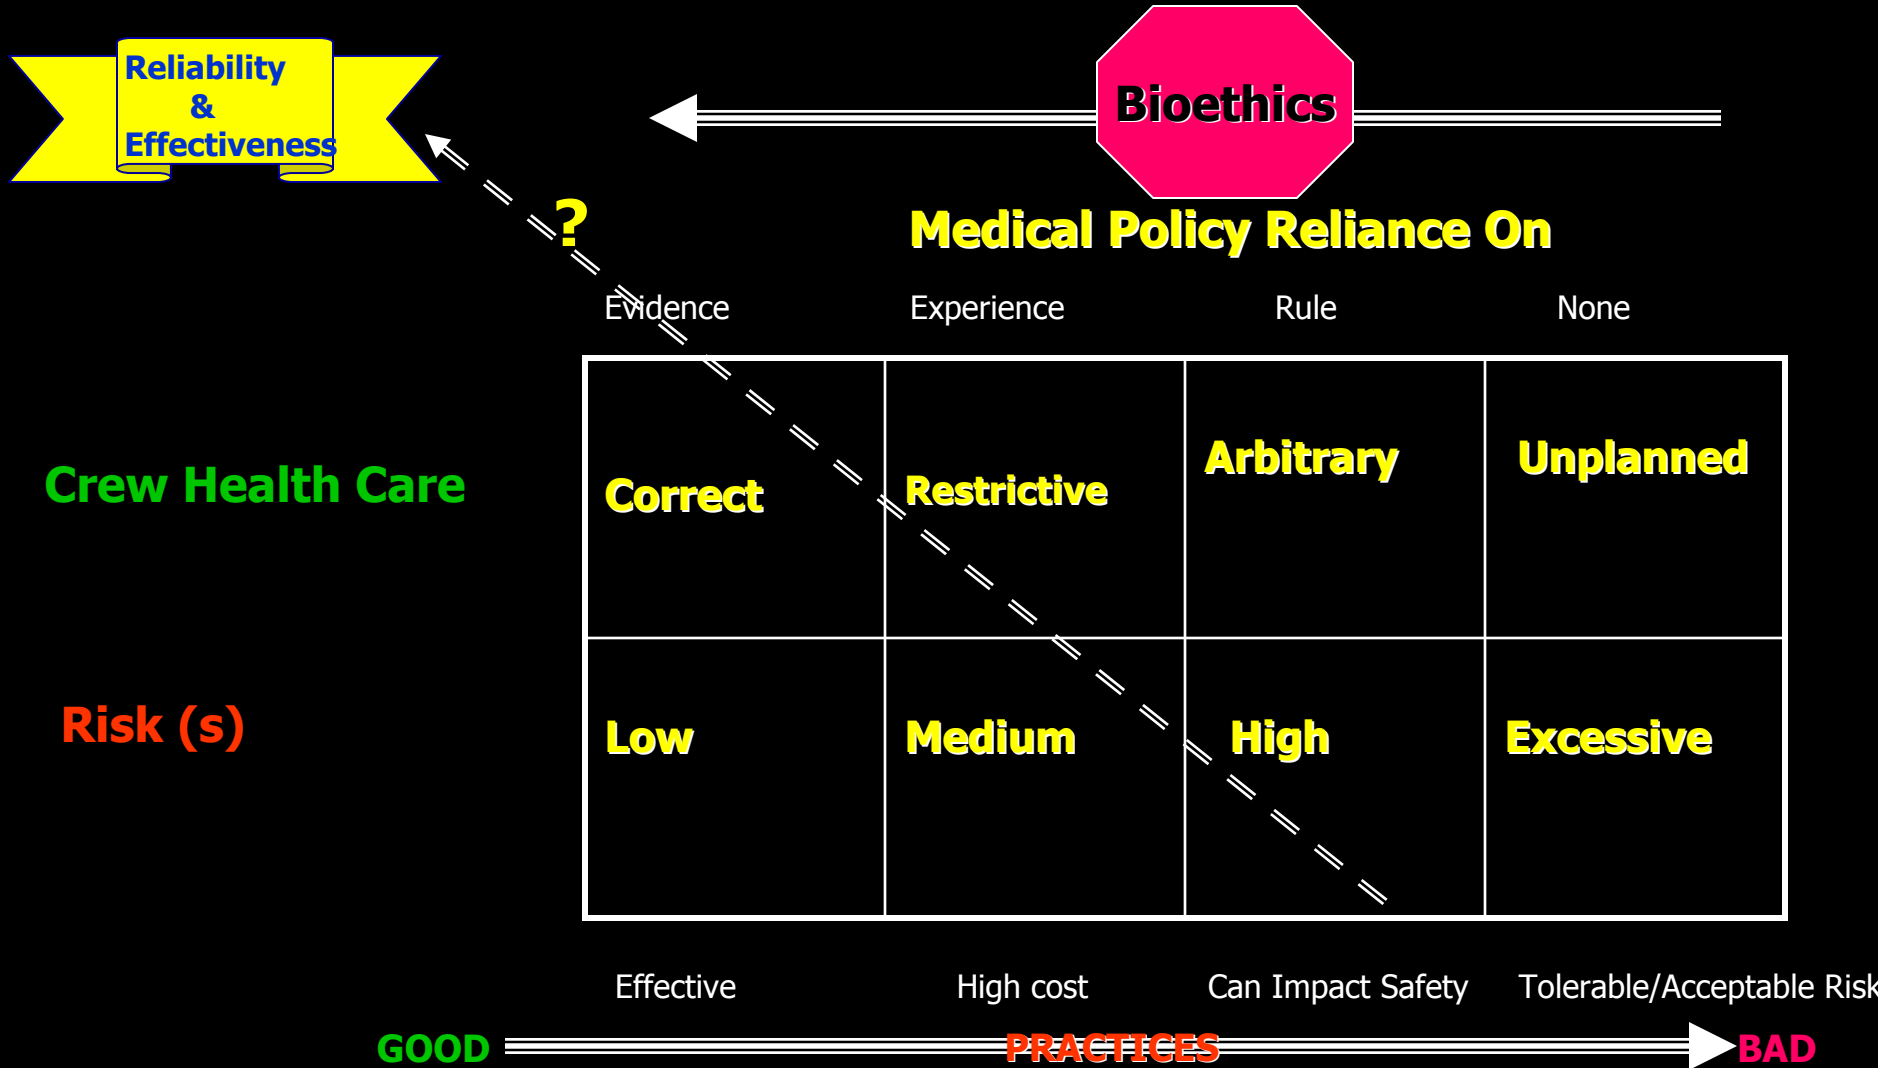 Reliability
&
Effectiveness
Bioethics
?
Medical Policy Reliance On
Evidence Experience Rule None
Crew Health Care Correct Restrictive Arbitrary Unplanned
Risk (s) Low Medium High Excessive
Effective High cost Can Impact Safety Tolerable/Acceptable Risk
GOOD PRACTICES BAD